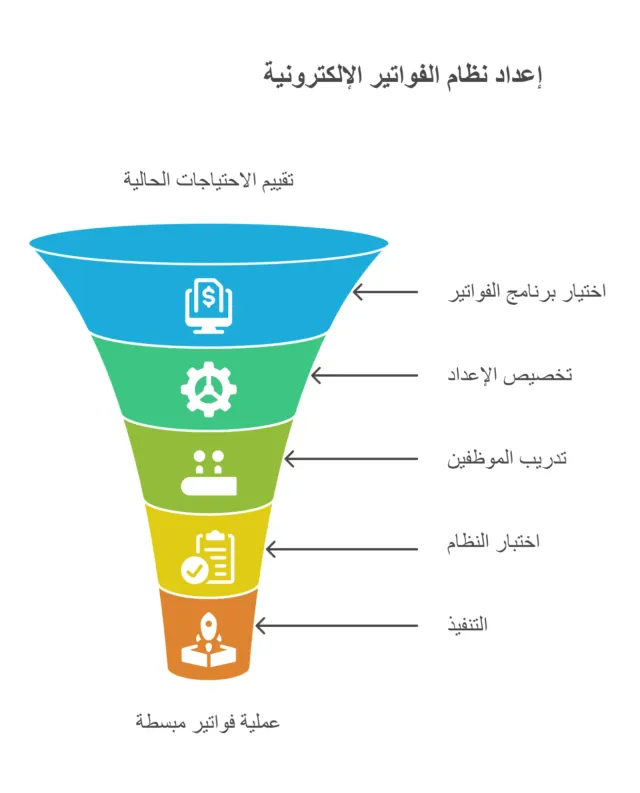 إعداد نظام الفواتير الإلكترونية
تقييم الاحتياجات الحالية
اختيار برنامج الفواتير
تخصيص الإعداد
تدريب الموظفين
اختبار النظام
التنفيذ
عملية فواتير مبسطة